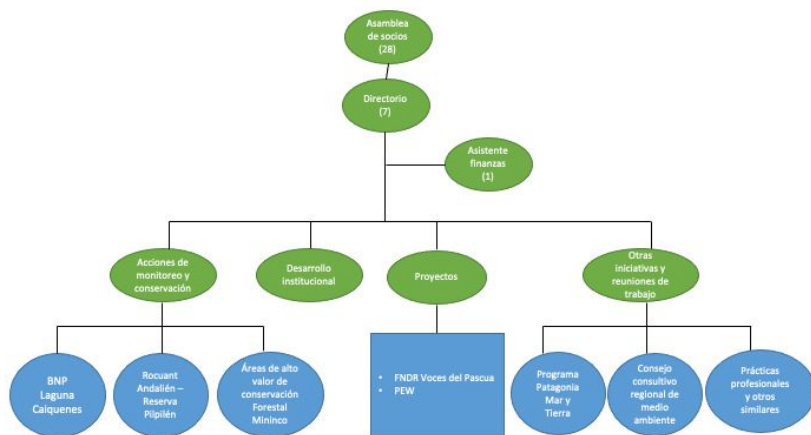 Asamblea
de socios
(28)
Directorio
(7)
Asistente
finanzas
(1)
Acciones de
monitoreo y
conservación
Desarrollo
institucional
Proyectos
Otras
iniciativas y
reuniones de
trabajo
BNP
Laguna
Caiquenes
Rocuant
Andalién –
Reserva
Pilpilén
Áreas de alto
valor de
conservación
Forestal
Mininco
• FNDR Voces del Pascua
• PEW
Programa
Patagonia
Mar y
Tierra
Consejo
consultivo
regional de
medio
ambiente
Prácticas
profesionales
y otros
similares